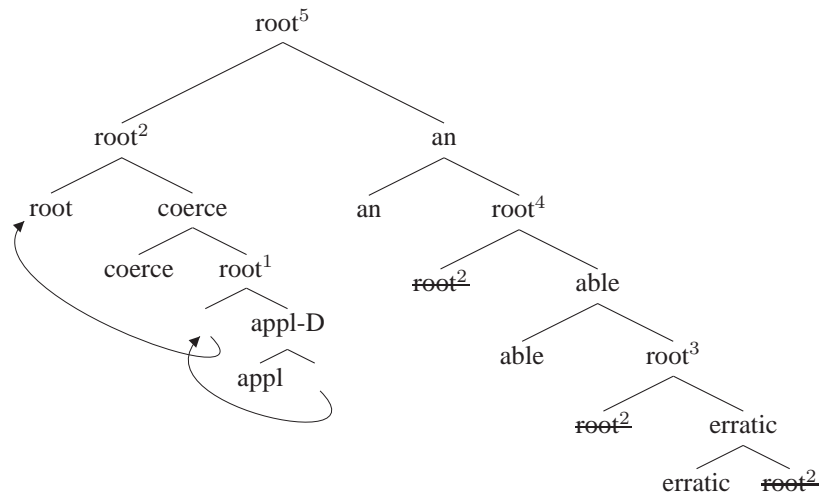 root⁵
root² an
root coerce an root⁴
coerce root¹ root² able
appl-D able root³
appl root² erratic
erratic root²